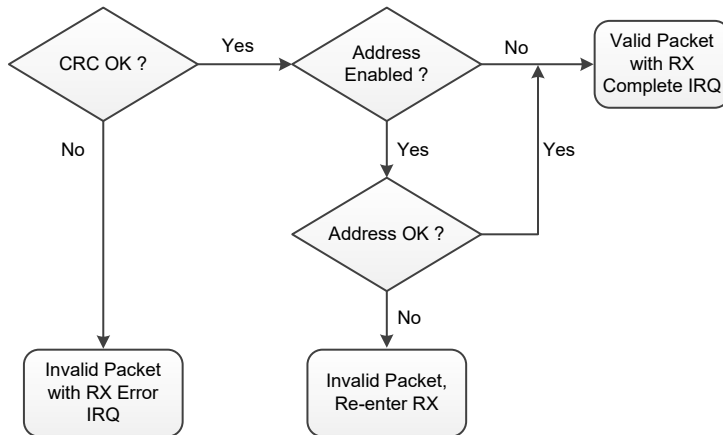 CRC OK ?
Yes
Address
Enabled ?
No
Valid Packet
with RX
Complete IRQ
No
Yes
Yes
Address OK ?
No
Invalid Packet
with RX Error
IRQ
Invalid Packet,
Re-enter RX